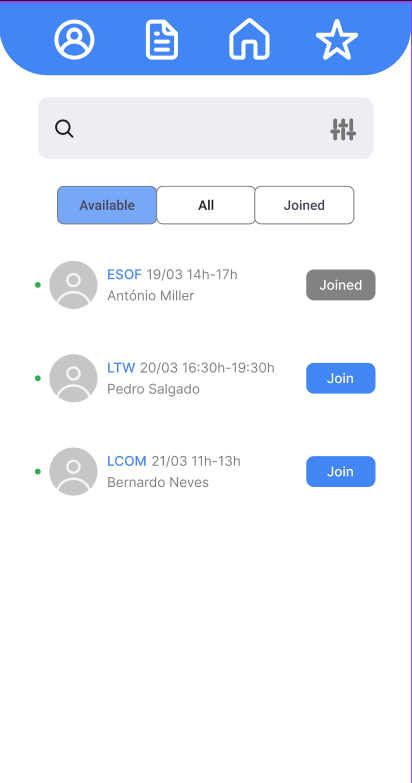 Available All Joined
ESOF 19/03 14h-17h
António Miller
Joined
LTW 20/03 16:30h-19:30h
Pedro Salgado
Join
LCOM 21/03 11h-13h
Bernardo Neves
Join